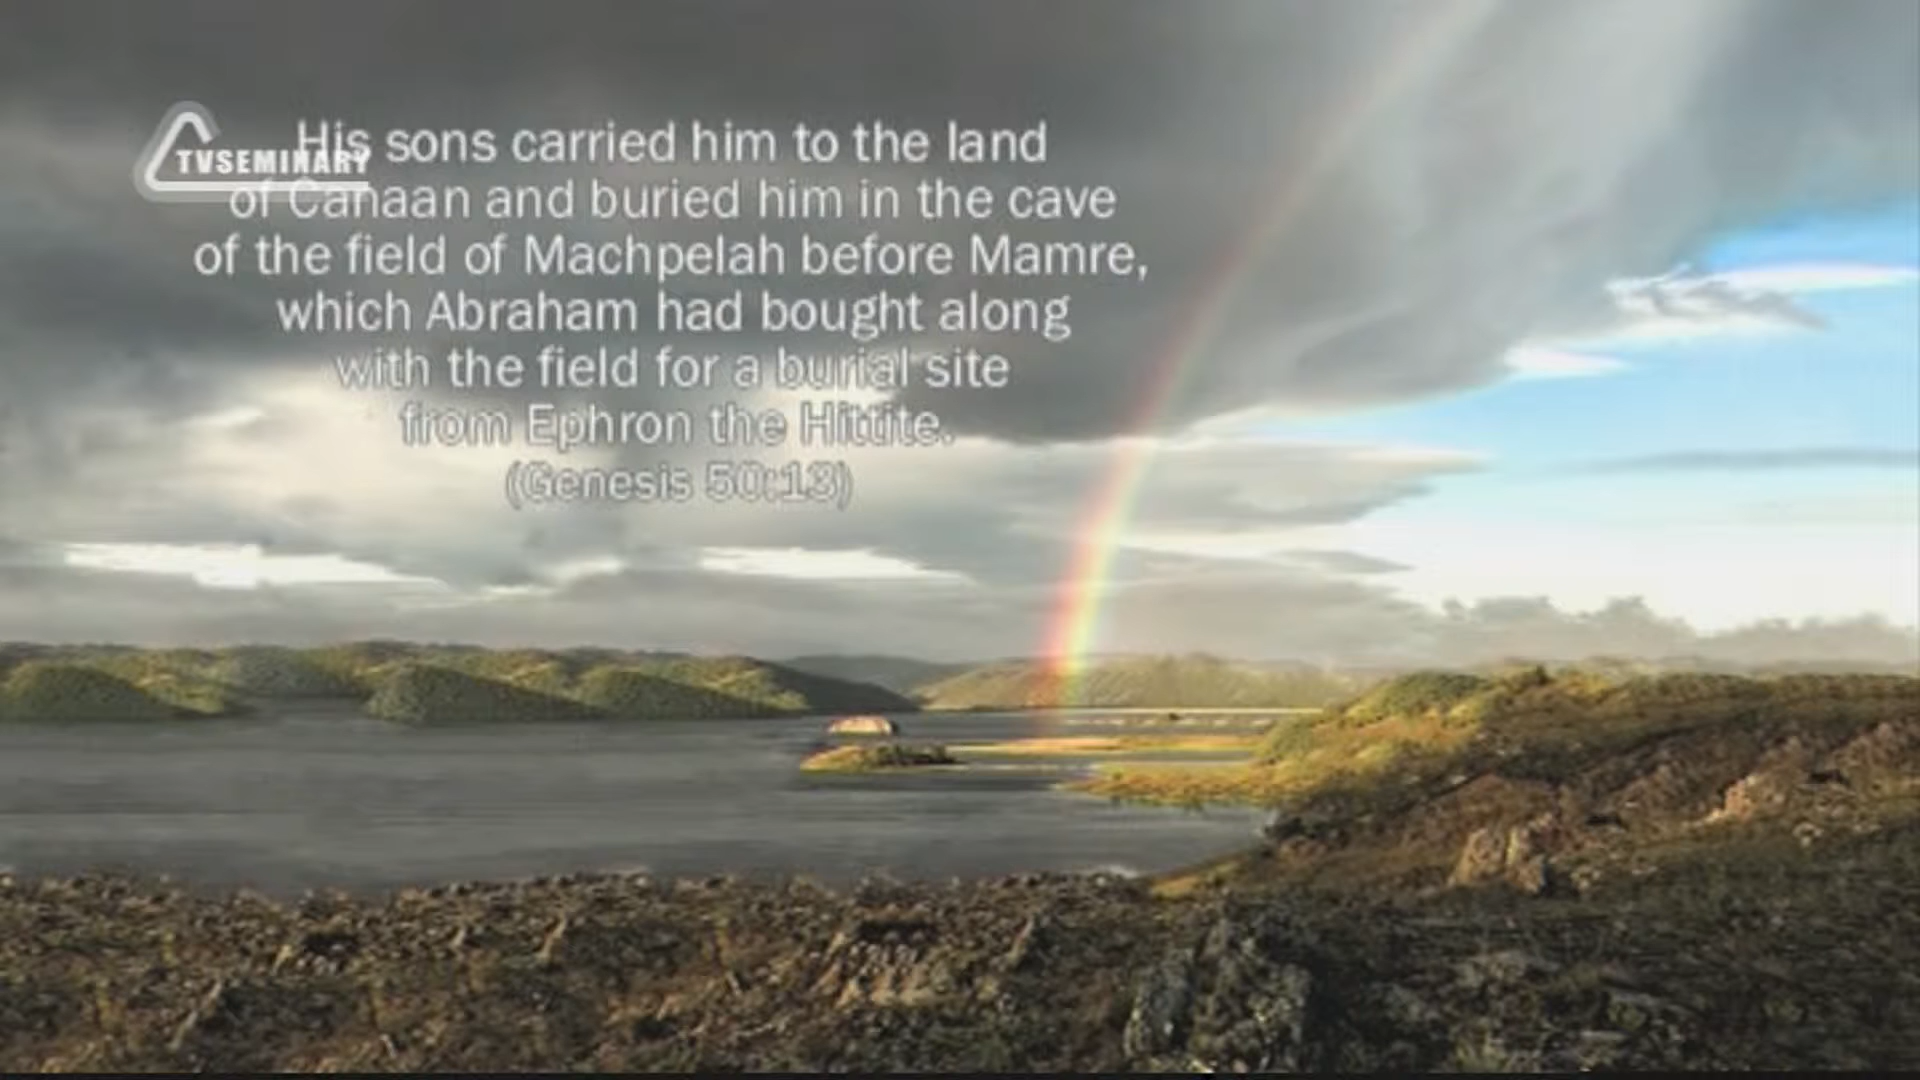 TVSEMINARY
His sons carried him to the land
of Canaan and buried him in the cave
of the field of Machpelah before Mamre,
which Abraham had bought along
with the field for a burial site
from Ephron the Hittite.
(Genesis 50:13)